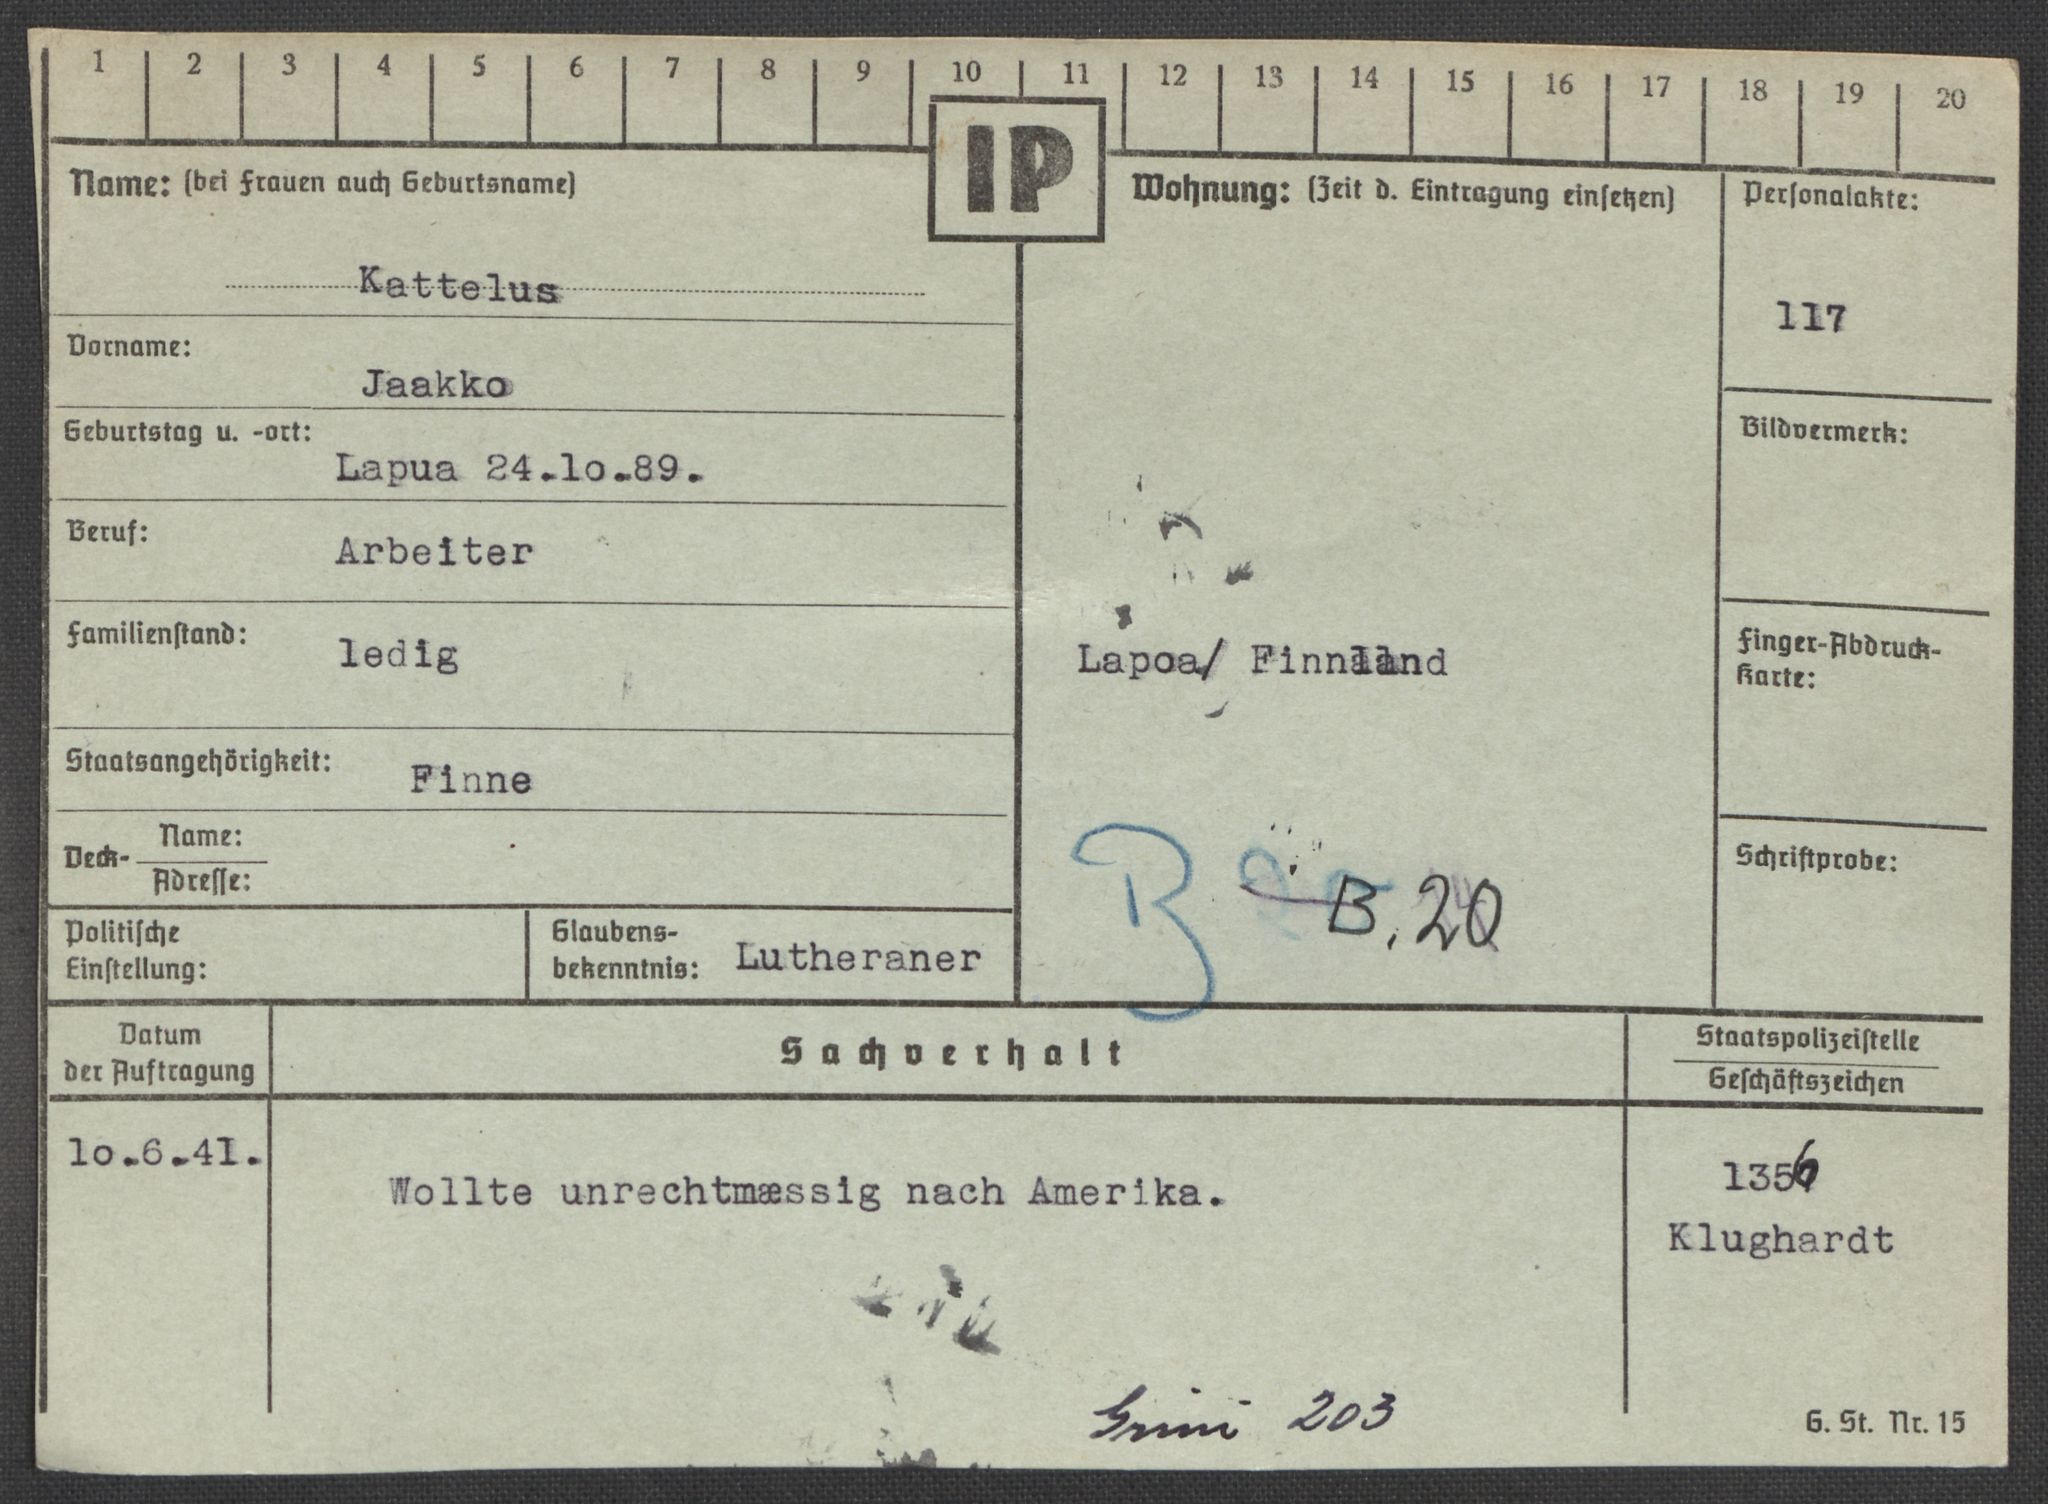 1 2 3 4 5 6 7 8 9 10 11 12 13 14 15 16 17 18 19 20
IP
Name: (bei Frauen auch Geburtsname)
Kattelus
Vorname:
Jaakko
Geburtstag u. -ort:
Lapua 24.lo.89.
Beruf:
Arbeiter
Familienstand:
ledig
Staatsangehörigkeit:
Finne
Deck- Name:
Adresse:
Politische
Einstellung:
Glaubens-
bekenntnis: Lutheraner
Wohnung: (Zeit d. Eintragung einsetzen)
Lapoa/ Finnland
B
B. 20
Personalakte:
117
Bildvermerk:
Finger-Abdruck-
karte:
Schriftprobe:
Datum
der Auftragung
Sachverhalt
Staatspolizeistelle
Geschäftszeichen
lo.6.41.
Wollte unrechtmæssig nach Amerika.
1356
Klughardt
Grini 203
G. St. Nr. 15